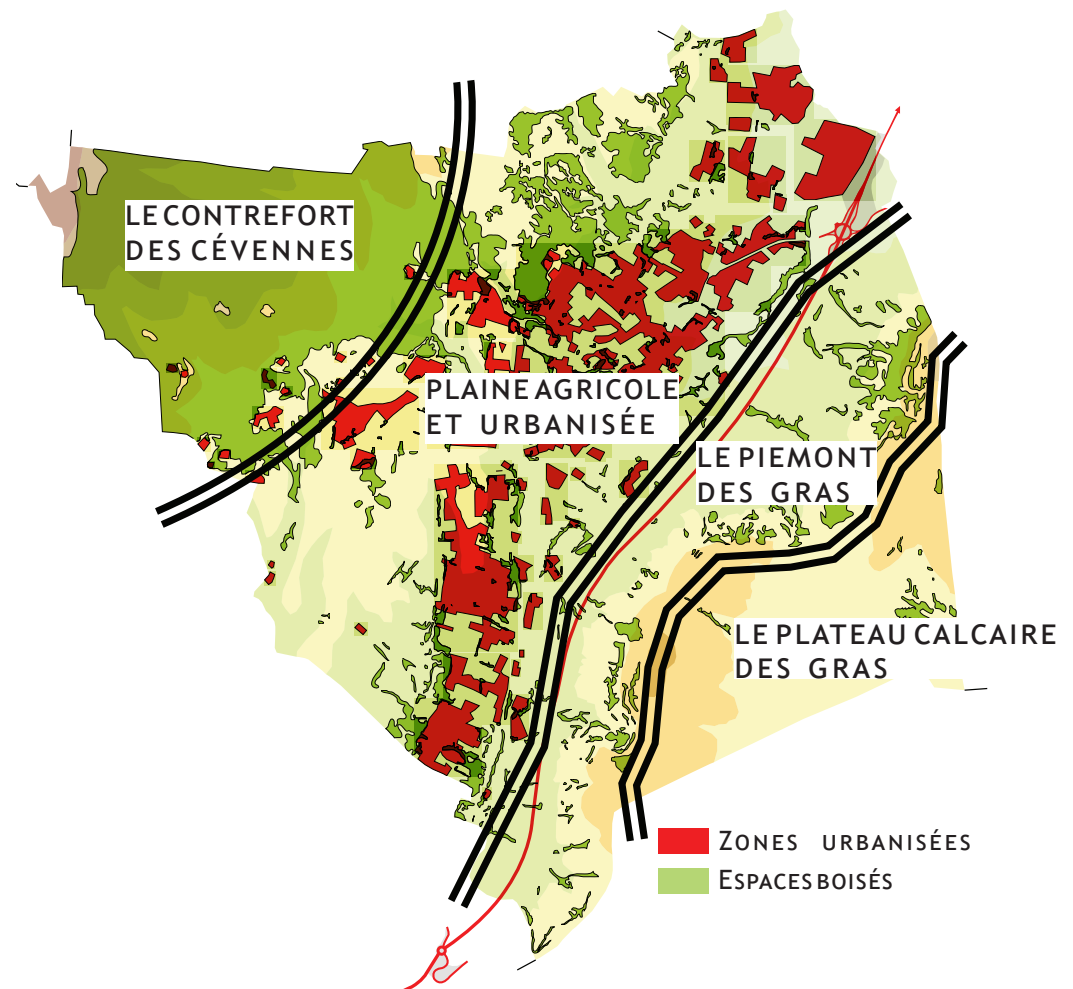 LE CONTREFORT
DES CÉVENNES
PLAINE AGRICOLE
ET URBANISÉE
LE PIEMONT
DES GRAS
LE PLATEAU CALCAIRE
DES GRAS
ZONES URBANISÉES
ESPACES BOISÉS